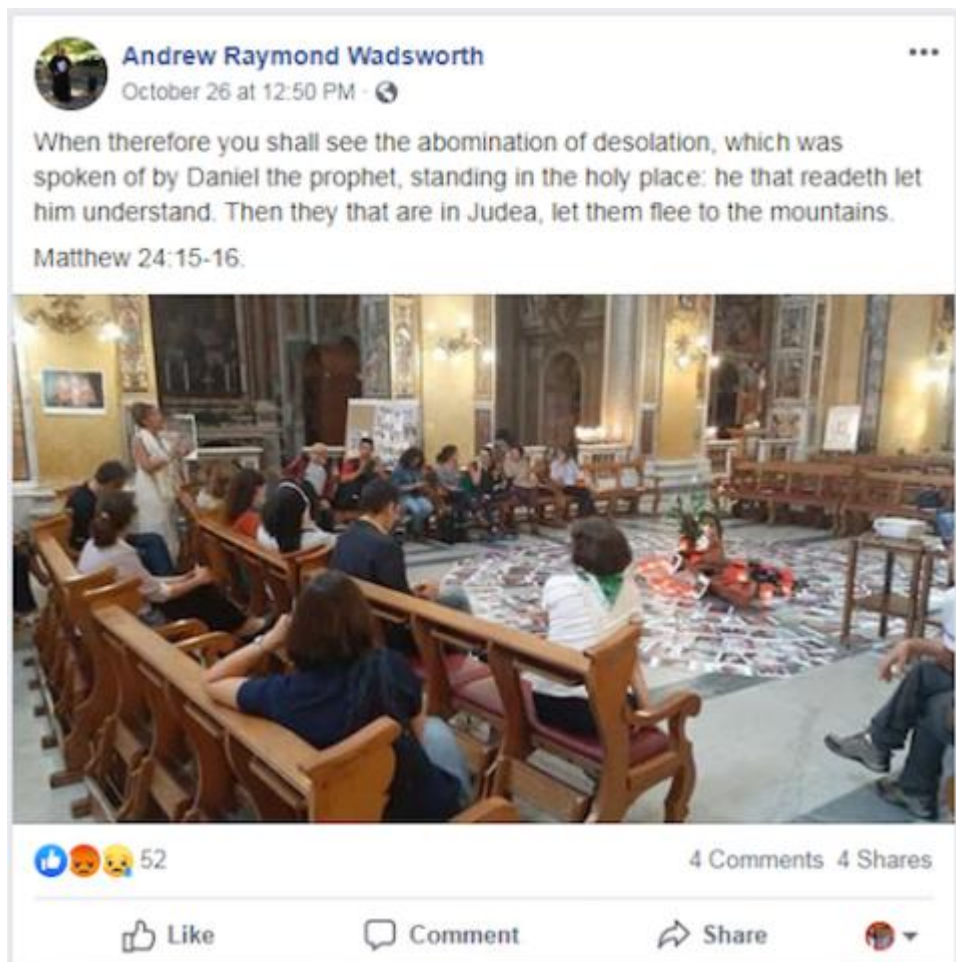 Andrew Raymond Wadsworth
October 26 at 12:50 PM ·
When therefore you shall see the abomination of desolation, which was
spoken of by Daniel the prophet, standing in the holy place: he that readeth let
him understand. Then they that are in Judea, let them flee to the mountains.
Matthew 24:15-16.
52
4 Comments 4 Shares
Like Comment Share